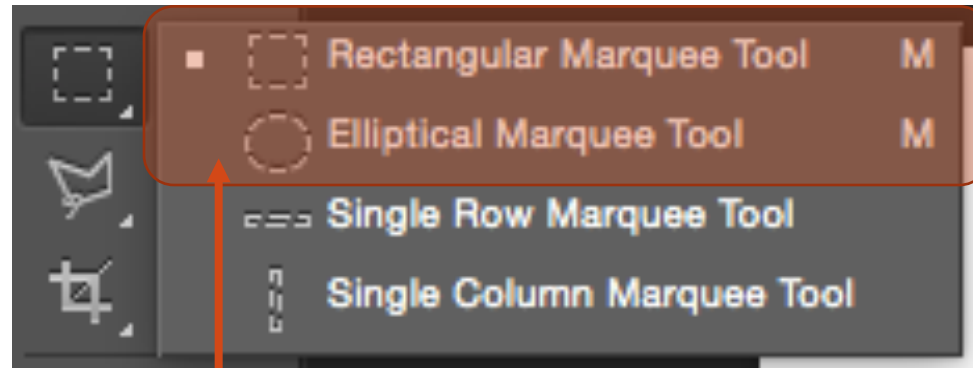 Rectangular Marquee Tool M
Elliptical Marquee Tool M
Single Row Marquee Tool
Single Column Marquee Tool